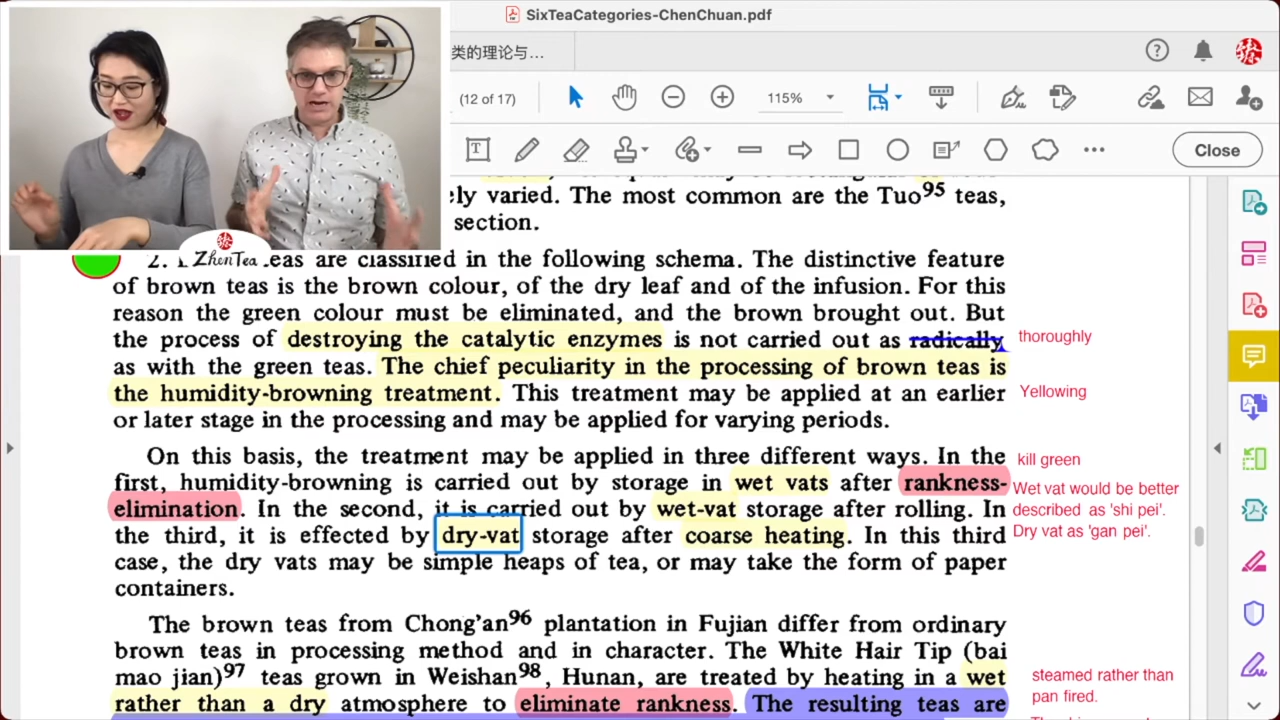 SixTeaCategories-ChenChuan.pdf
类的理论与...
(12 of 17)
115%
Close
ly varied. The most common are the Tuo95 teas,
section.
ZhenTea
2. eas are classified in the following schema. The distinctive feature
of brown teas is the brown colour, of the dry leaf and of the infusion. For this
reason the green colour must be eliminated, and the brown brought out. But
the process of destroying the catalytic enzymes is not carried out as radically
thoroughly
as with the green teas. The chief peculiarity in the processing of brown teas is
the humidity-browning treatment. This treatment may be applied at an earlier
Yellowing
or later stage in the processing and may be applied for varying periods.
On this basis, the treatment may be applied in three different ways. In the
kill green
first, humidity-browning is carried out by storage in wet vats after rankness-
elimination. In the second, it is carried out by wet-vat storage after rolling. In
the third, it is effected by dry-vat storage after coarse heating. In this third
Wet vat would be better
described as 'shi pei'.
Dry vat as 'gan pei'.
case, the dry vats may be simple heaps of tea, or may take the form of paper
containers.
The brown teas from Chong'an96 plantation in Fujian differ from ordinary
brown teas in processing method and in character. The White Hair Tip (bai
mao jian)97 teas grown in Weishan98, Hunan, are treated by heating in a wet
rather than a dry atmosphere to eliminate rankness. The resulting teas are
steamed rather than
pan fired.